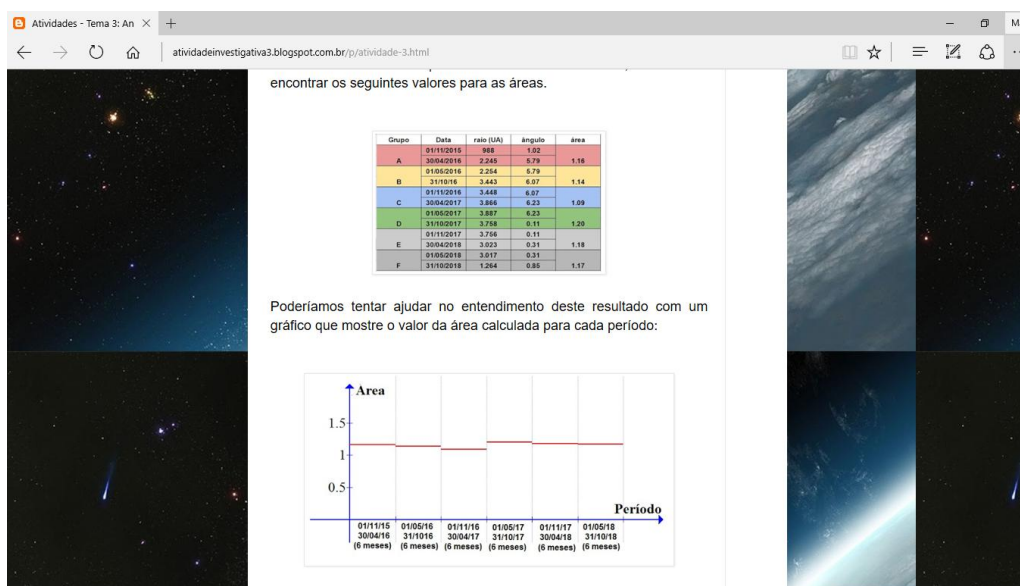 Atividades - Tema 3: An
atividadeinvestigativa3.blogspot.com.br/p/atividade-3.html
encontrar os seguintes valores para as áreas.
Grupo Data raio (UA) ângulo área
01/11/2015 988 1.02
A 30/04/2016 2.245 5.79 1.16
01/05/2016 2.254 5.79
B 31/10/16 3.443 6.07 1.14
01/11/2016 3.448 6.07
C 30/04/2017 3.866 6.23 1.09
01/05/2017 3.887 6.23
D 31/10/2017 3.758 0.11 1.20
01/11/2017 3.756 0.11
E 30/04/2018 3.023 0.31 1.18
01/05/2018 3.017 0.31
F 31/10/2018 1.264 0.85 1.17
Poderíamos tentar ajudar no entendimento deste resultado com um
gráfico que mostre o valor da área calculada para cada período:
Area
1.5
1
0.5
Período
01/11/15 01/05/16 01/11/16 01/05/17 01/11/17 01/05/18
30/04/16 31/1016 30/04/17 31/10/17 30/04/18 31/10/18
(6 meses) (6 meses) (6 meses) (6 meses) (6 meses) (6 meses)